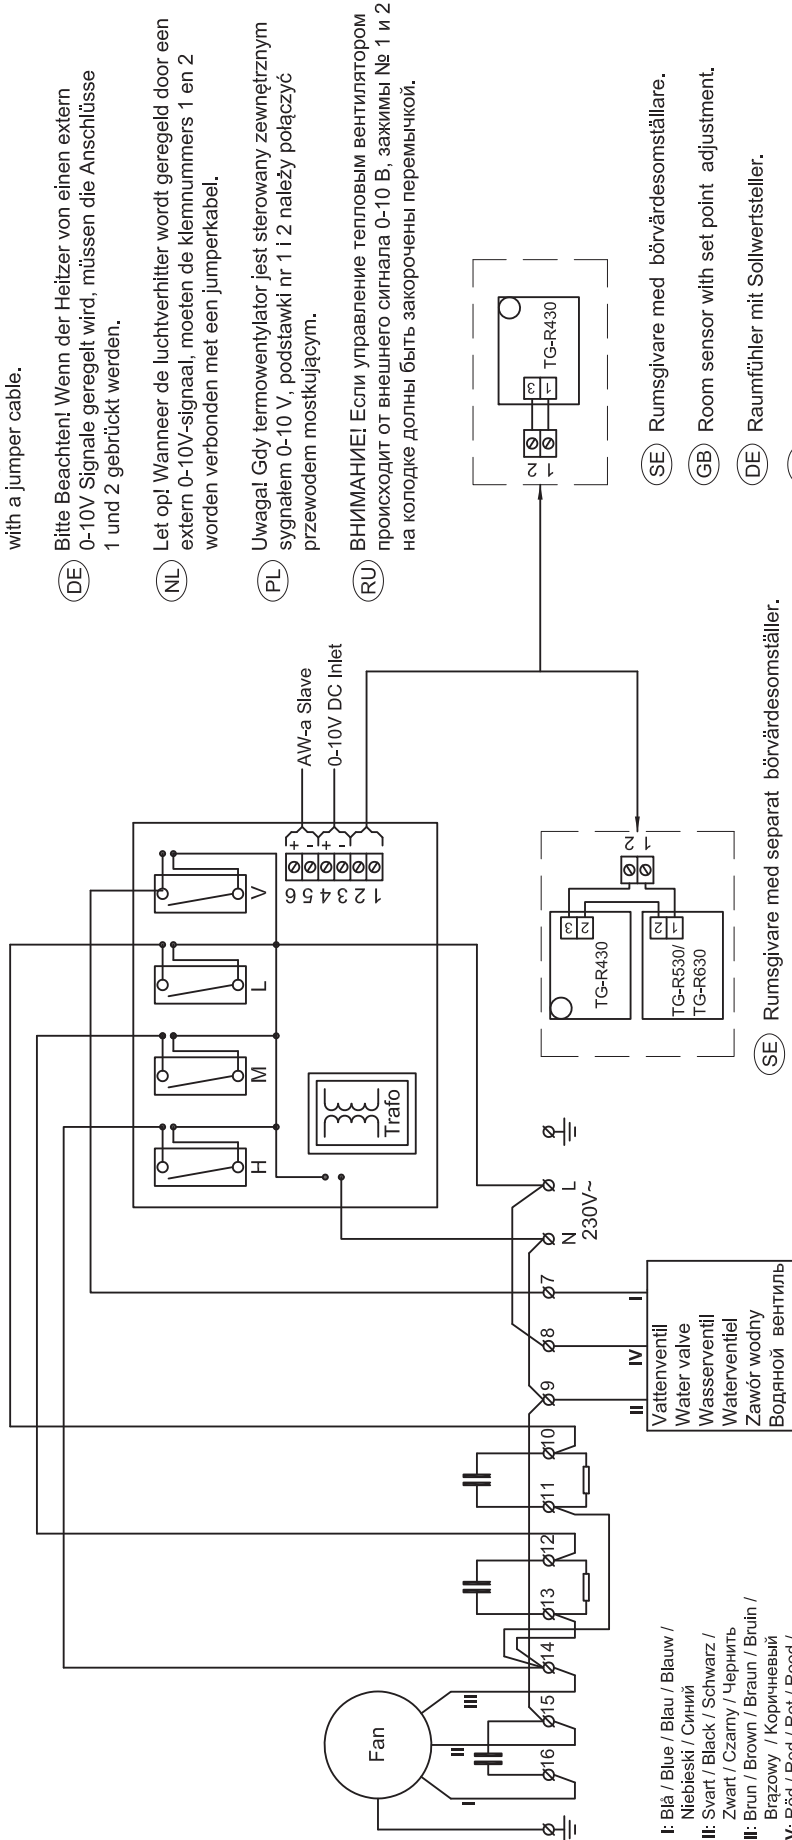 with a jumper cable.
DE
Bitte Beachten! Wenn der Heitzer von einen extern
0-10V Signale geregelt wird, müssen die Anschlüsse
1 und 2 gebrückt werden.
NL
Let op! Wanneer de luchtverhitter wordt geregeld door een
extern 0-10V-signaal, moeten de klemnummers 1 en 2
worden verbonden met een jumperkabel.
PL
Uwaga! Gdy termowentylator jest sterowany zewnętrznym
sygnałem 0-10 V, podstawki nr 1 i 2 należy połączyć
przewodem mostkującym.
RU
ВНИМАНИЕ! Если управление тепловым вентилятором
происходит от внешнего сигнала 0-10 В, зажимы № 1 и 2
на колодке долны быть закорочены перемычкой.
H
M
L
V
Trafo
6 5 4 3 2 1
+ - + -
AW-a Slave
0-10V DC Inlet
TG-R430
3
1
1 2
SE
Rumsgivare med börvärdesomställare.
GB
Room sensor with set point adjustment.
DE
Raumfühler mit Sollwertsteller.
TG-R430
3
2
TG-R530/
TG-R630
2
1
1 2
SE
Rumsgivare med separat börvärdesomställer.
Fan
I
II
III
16
15
14
13
12
11
10
9
8
7
N
L
230V~
II
IV
I
Vattenventil
Water valve
Wasserventil
Waterventiel
Zawór wodny
Водяной вентиль
I: Blå / Blue / Blau / Blauw /
Niebieski / Синий
II: Svart / Black / Schwarz /
Zwart / Czarny / Чернить
III: Brun / Brown / Braun / Bruin /
Brązowy / Коричневый
V: Röd / Red / Rot / Rood /